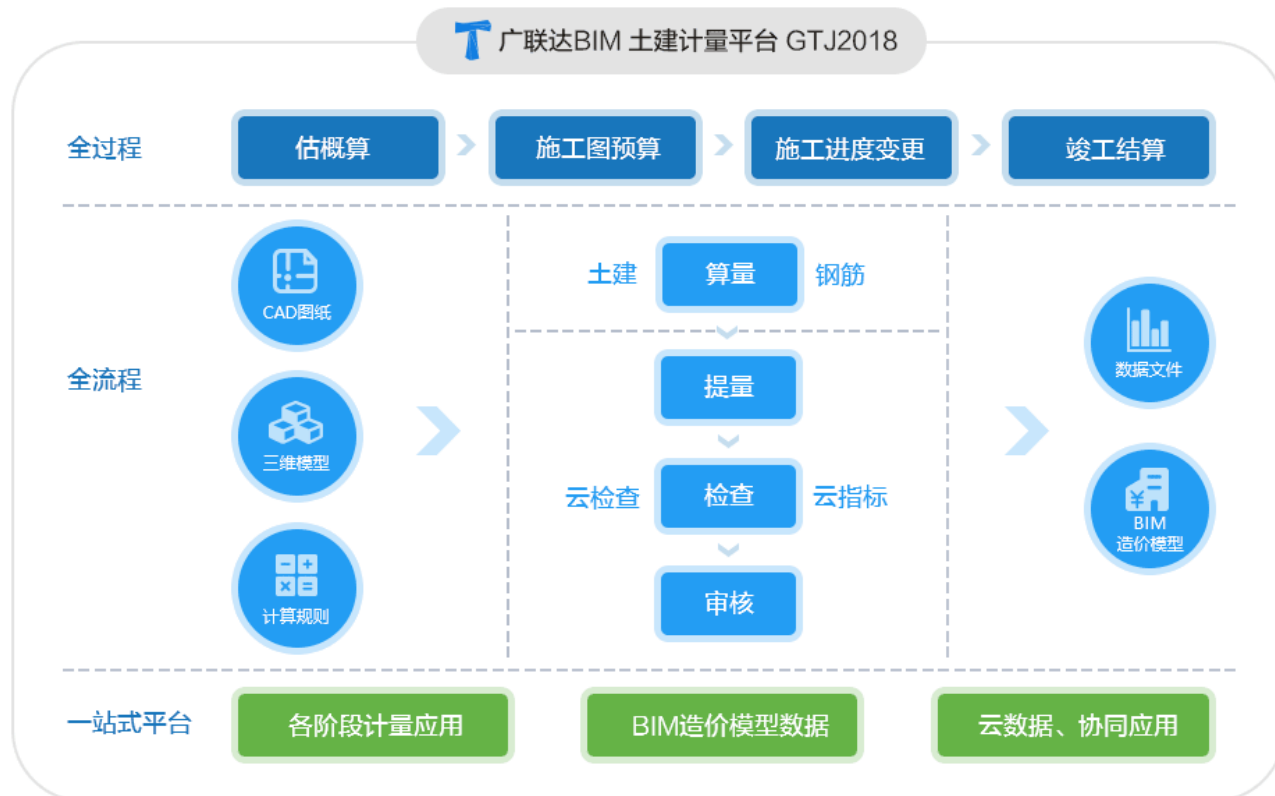 广联达BIM 土建计量平台 GTJ2018
全过程
估概算
施工图预算
施工进度变更
竣工结算
全流程
CAD图纸
三维模型
计算规则
土建
算量
钢筋
提量
云检查
检查
云指标
审核
数据文件
¥
BIM
造价模型
一站式平台
各阶段计量应用
BIM造价模型数据
云数据、协同应用